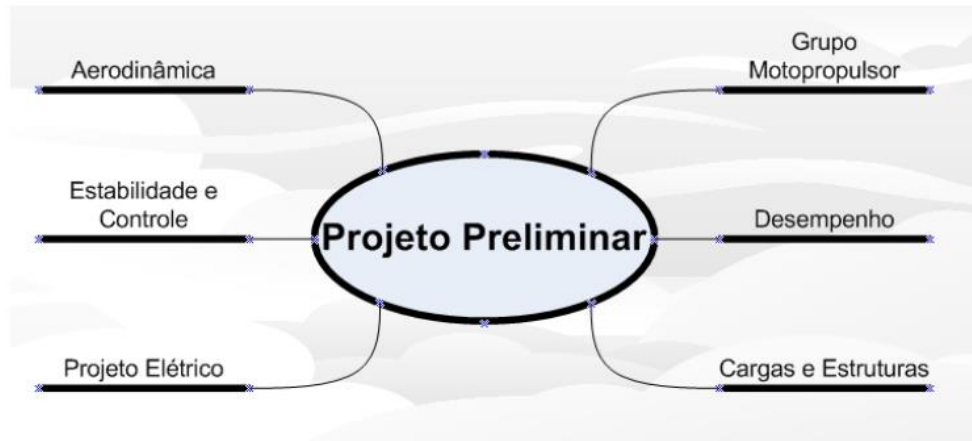 Aerodinâmica
Grupo
Motopropulsor
Estabilidade e
Controle
Projeto Preliminar
Desempenho
Projeto Elétrico
Cargas e Estruturas